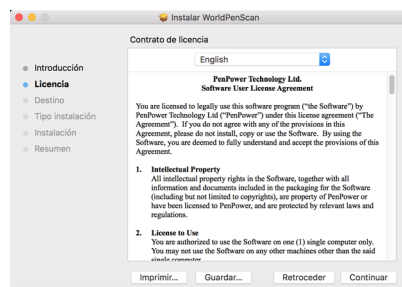 Instalar WorldPenScan
Contrato de licencia
Introducción
Licencia
Destino
Tipo instalación
Instalación
Resumen
English
PenPower Technology Ltd.
Software User License Agreement
You are licensed to legally use this software program ("the Software") by
PenPower Technology Ltd ("PenPower") under this license agreement ("The
Agreement"). If you do not agree with any of the provisions in this
Agreement, please do not install, copy or use the Software. By using the
Software, you are deemed to fully understand and accept the provisions of this
Agreement.
1. Intellectual Property
All intellectual property rights in the Software, together with all
information and documents included in the packaging for the Software
(including but not limited to copyrights), are property of PenPower or
have been licensed to PenPower, and are protected by relevant laws and
regulations.
2. License to Use
You are authorized to use the Software on one (1) single computer only.
You may not use the Software on any other machines other than the said
single computer.
Imprimir...
Guardar...
Retroceder
Continuar